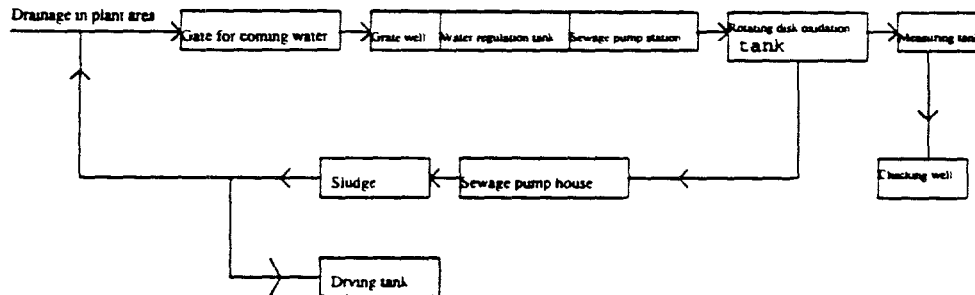 Drainage in plant area
Gate for coming water
Grate well
Water regulation tank
Sewage pump station
Rotating disk oxidation
tank
Measuring tank
Checking well
Sludge
Sewage pump house
Drying tank